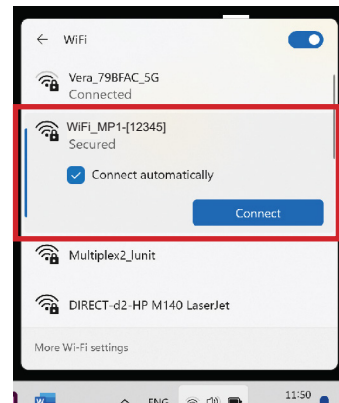 WiFi
Vera_79BFAC_5G
Connected
WiFi_MP1-[12345]
Secured
Connect automatically
Connect
Multiplex2_lunit
DIRECT-d2-HP M140 LaserJet
More Wi-Fi settings
ENG
11:50